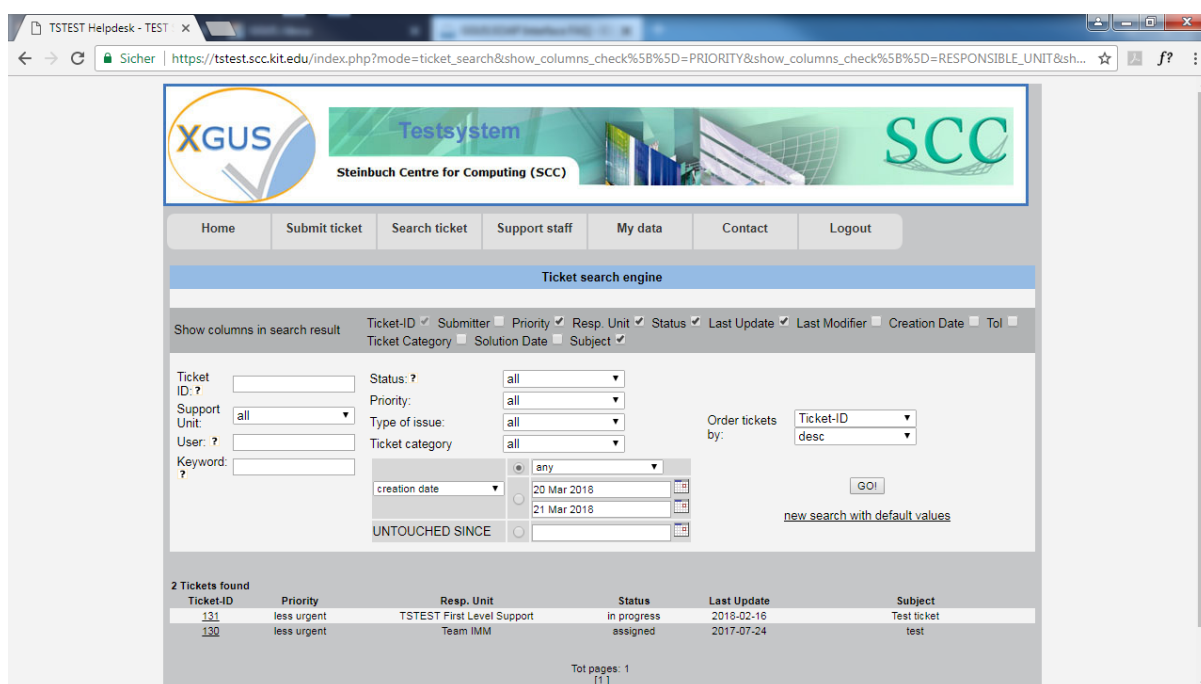 TSTEST Helpdesk - TEST
Sicher https://tstest.scc.kit.edu/index.php?mode=ticket_search&show_columns_check%5B%5D=PRIORITY&show_columns_check%5B%5D=RESPONSIBLE_UNIT&sh... f?
XGUS
Testsystem
Steinbuch Centre for Computing (SCC)
SCC
Home Submit ticket Search ticket Support staff My data Contact Logout
Ticket search engine
Show columns in search result
Ticket-ID Submitter Priority Resp. Unit Status Last Update Last Modifier Creation Date ToI
Ticket Category Solution Date Subject
Ticket
ID: ?
Support
Unit: all
User: ?
Keyword:
?
Status: ? all
Priority: all
Type of issue: all
Ticket category all
any
creation date 20 Mar 2018
21 Mar 2018
UNTOUCHED SINCE
Order tickets
by:
Ticket-ID
desc
GO!
new search with default values
2 Tickets found
Ticket-ID Priority Resp. Unit Status Last Update Subject
131 less urgent TSTEST First Level Support in progress 2018-02-16 Test ticket
130 less urgent Team IMM assigned 2017-07-24 test
Tot pages: 1
[1 ]